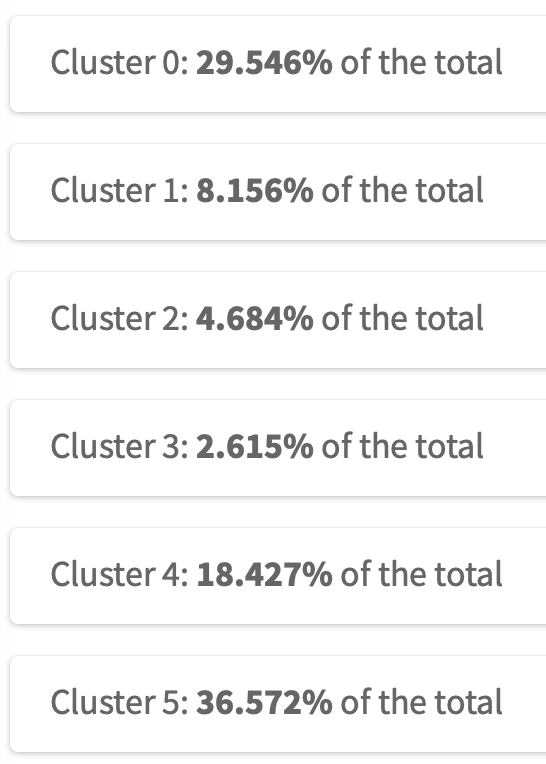 Cluster 0: 29.546% of the total
Cluster 1: 8.156% of the total
Cluster 2: 4.684% of the total
Cluster 3: 2.615% of the total
Cluster 4: 18.427% of the total
Cluster 5: 36.572% of the total